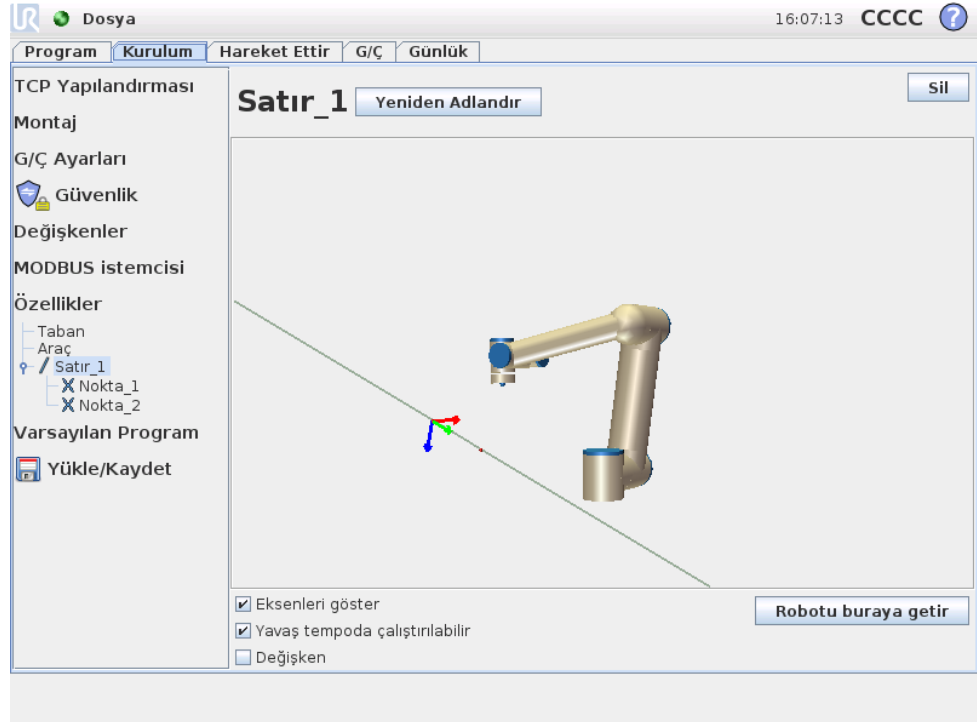 UR Dosya 16:07:13 CCCC ?
Program Kurulum Hareket Ettir G/Ç Günlük
TCP Yapılandırması
Montaj
G/Ç Ayarları
Güvenlik
Değişkenler
MODBUS istemcisi
Özellikler
Taban
Araç
Satır_1
Nokta_1
Nokta_2
Varsayılan Program
Yükle/Kaydet
Satır_1 Yeniden Adlandır Sil
Eksenleri göster
Yavaş tempoda çalıştırılabilir
Değişken
Robotu buraya getir